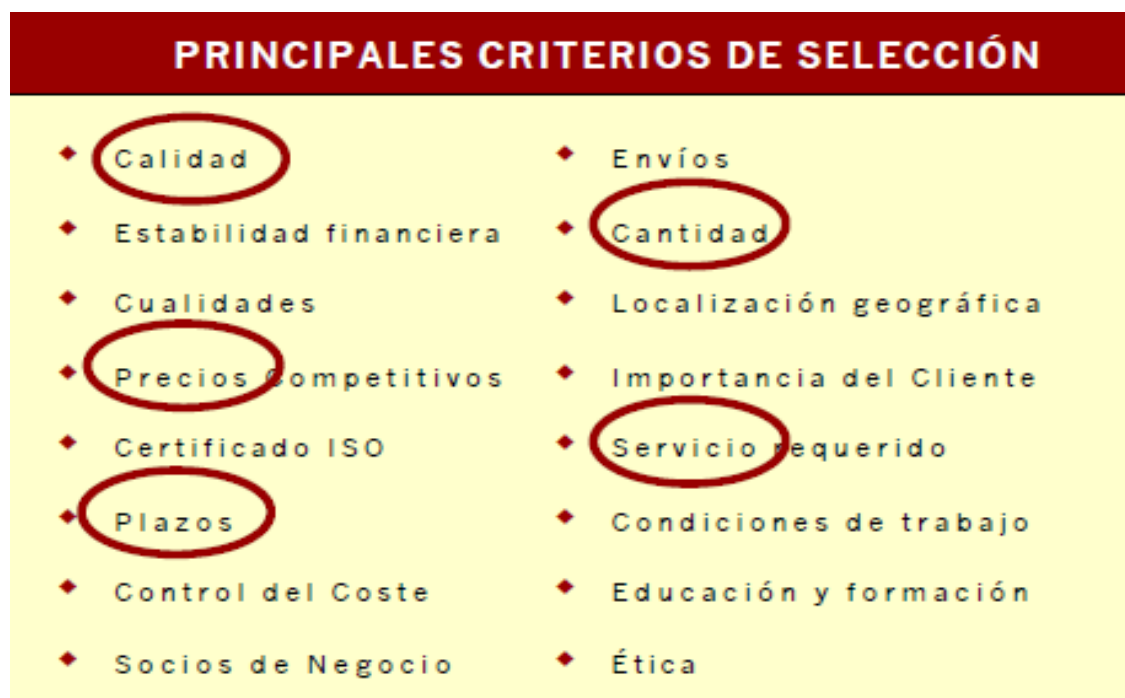 PRINCIPALES CRITERIOS DE SELECCIÓN
Calidad
Estabilidad financiera
Cualidades
Precios Competitivos
Certificado ISO
Plazos
Control del Coste
Socios de Negocio
Envíos
Cantidad
Localización geográfica
Importancia del Cliente
Servicio requerido
Condiciones de trabajo
Educación y formación
Ética